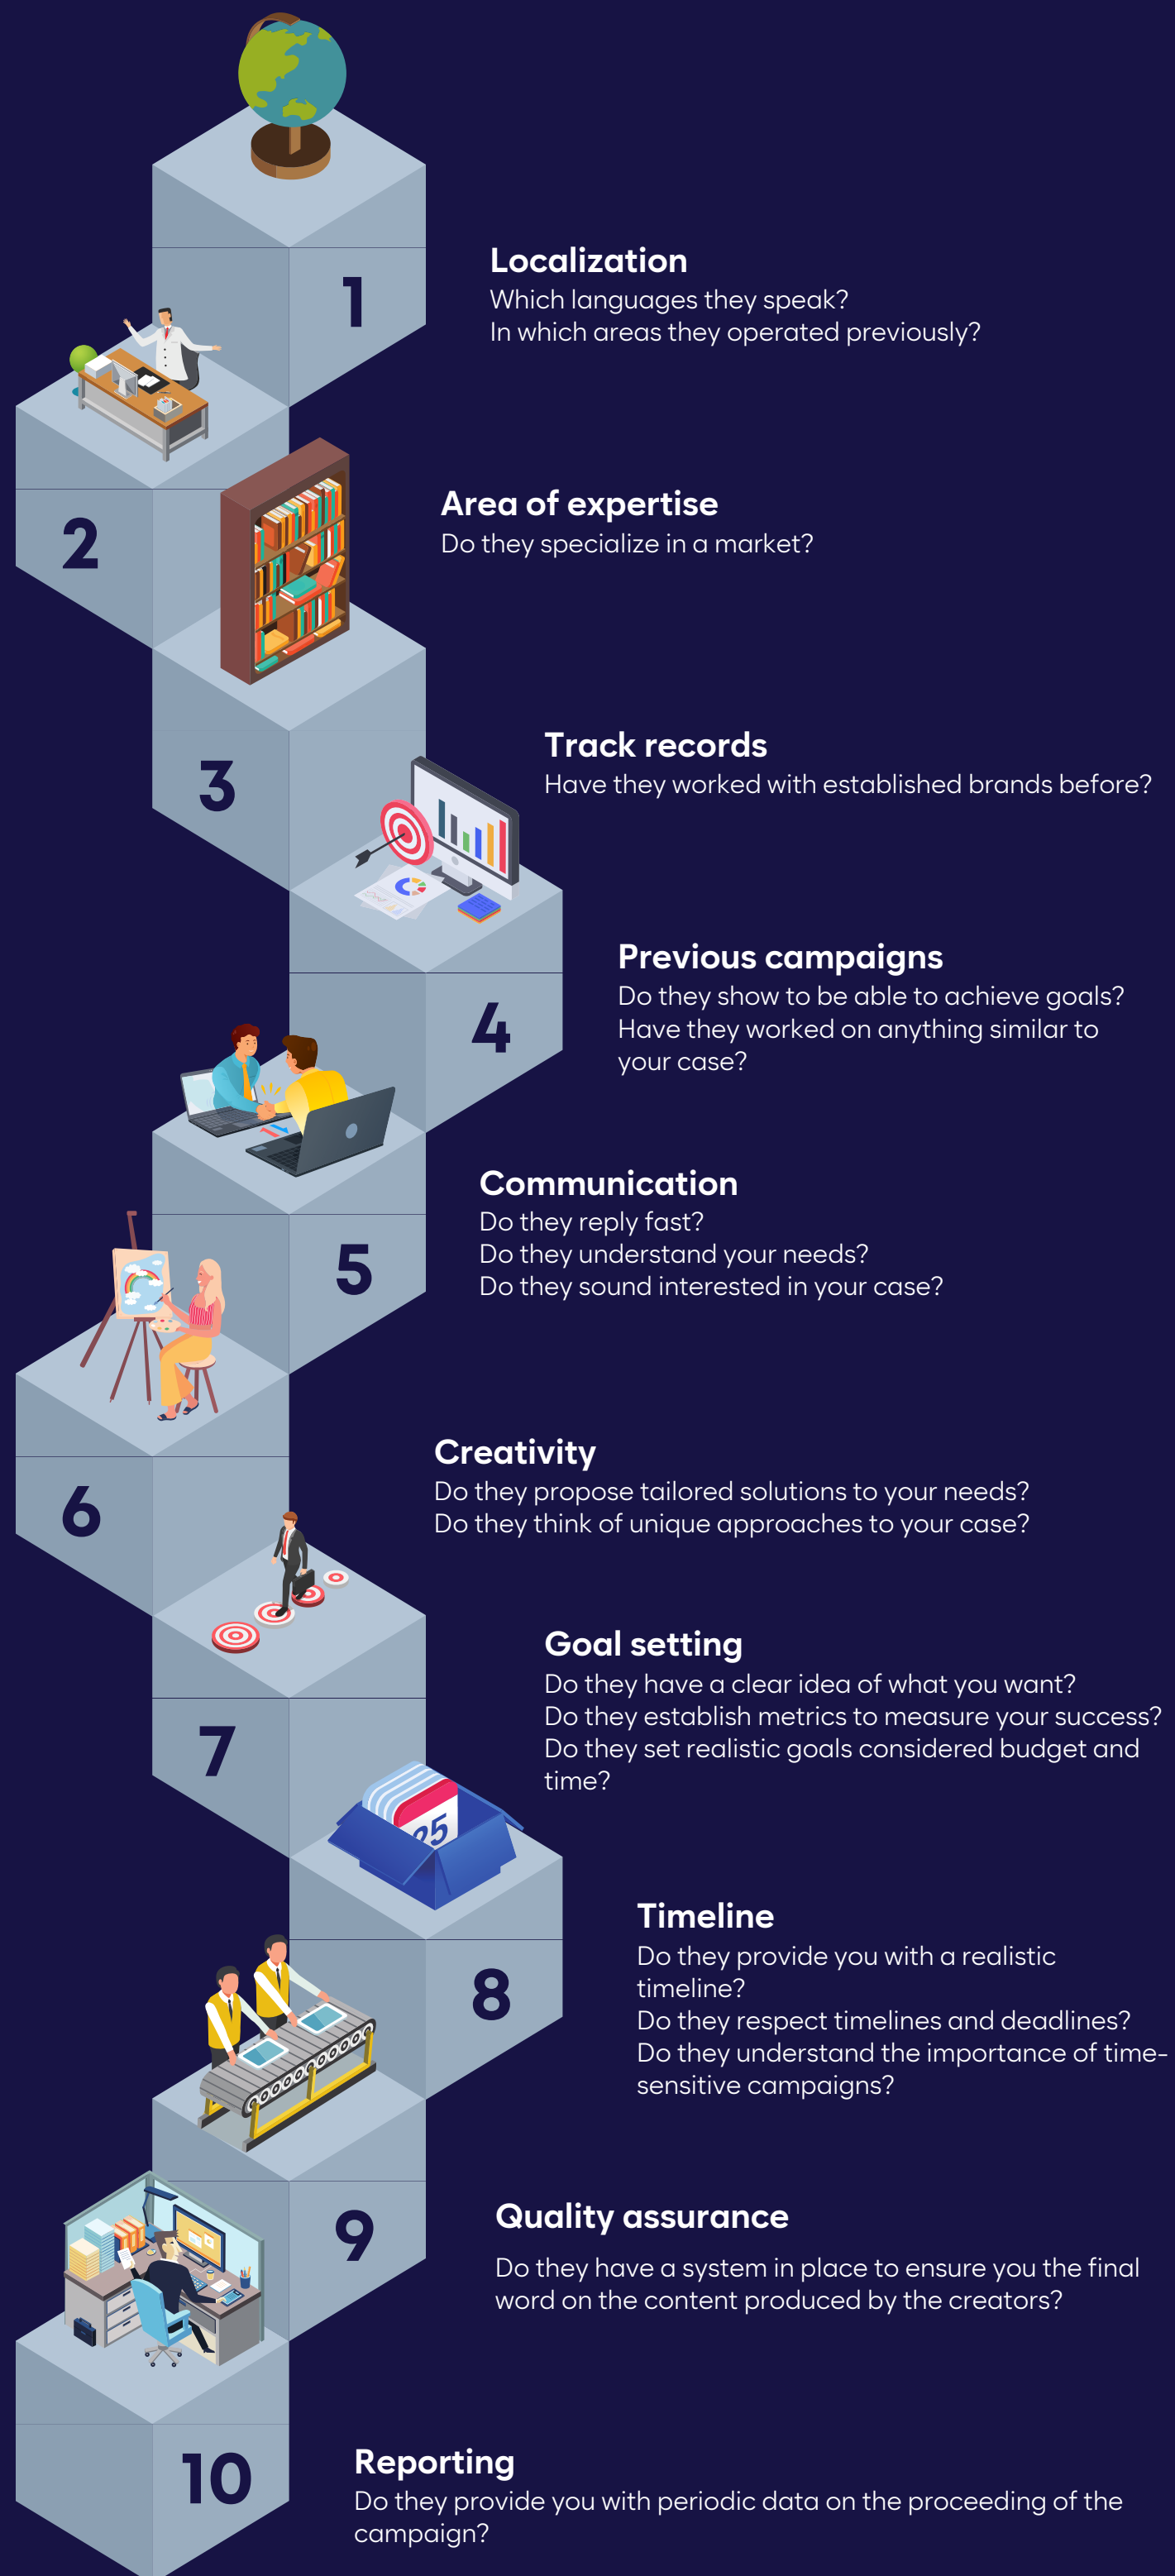 1
Localization
Which languages they speak?
In which areas they operated previously?
2
Area of expertise
Do they specialize in a market?
3
Track records
Have they worked with established brands before?
4
Previous campaigns
Do they show to be able to achieve goals?
Have they worked on anything similar to
your case?
5
Communication
Do they reply fast?
Do they understand your needs?
Do they sound interested in your case?
6
Creativity
Do they propose tailored solutions to your needs?
Do they think of unique approaches to your case?
7
Goal setting
Do they have a clear idea of what you want?
Do they establish metrics to measure your success?
Do they set realistic goals considered budget and
time?
25
8
Timeline
Do they provide you with a realistic
timeline?
Do they respect timelines and deadlines?
Do they understand the importance of time-
sensitive campaigns?
9
Quality assurance
Do they have a system in place to ensure you the final
word on the content produced by the creators?
10
Reporting
Do they provide you with periodic data on the proceeding of the
campaign?